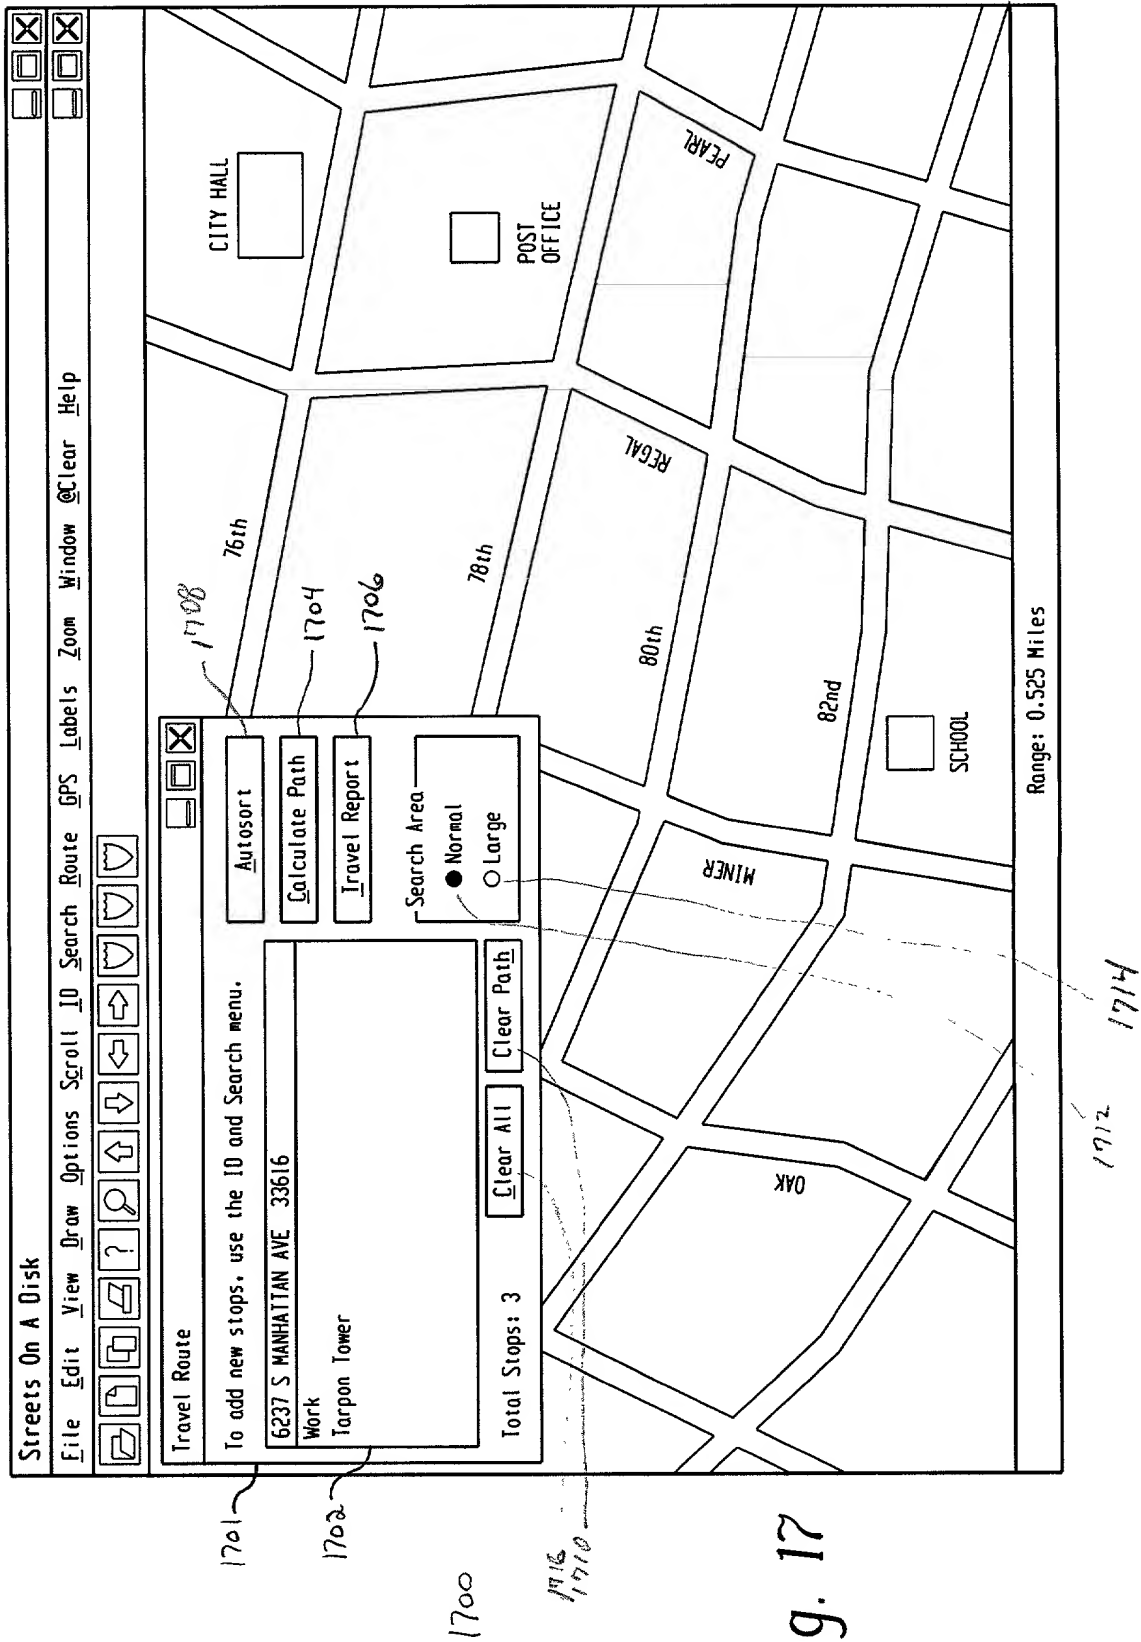 Streets On A Disk
File Edit View Draw Options Scroll ID Search Route GPS Labels Zoom Window @Clear Help
?
Travel Route
To add new stops, use the ID and Search menu.
6237 S MANHATTAN AVE 33616
Work
Tarpon Tower
Autosort
Calculate Path
Travel Report
Search Area
Normal
Large
Total Stops: 3
Clear All
Clear Path
76th
78th
80th
82nd
CITY HALL
POST
OFFICE
PEARL
REGAL
MINER
OAK
SCHOOL
Range: 0.525 Miles
1701
1702
1708
1704
1706
1700
1716
1710
1712
1714
g. 17